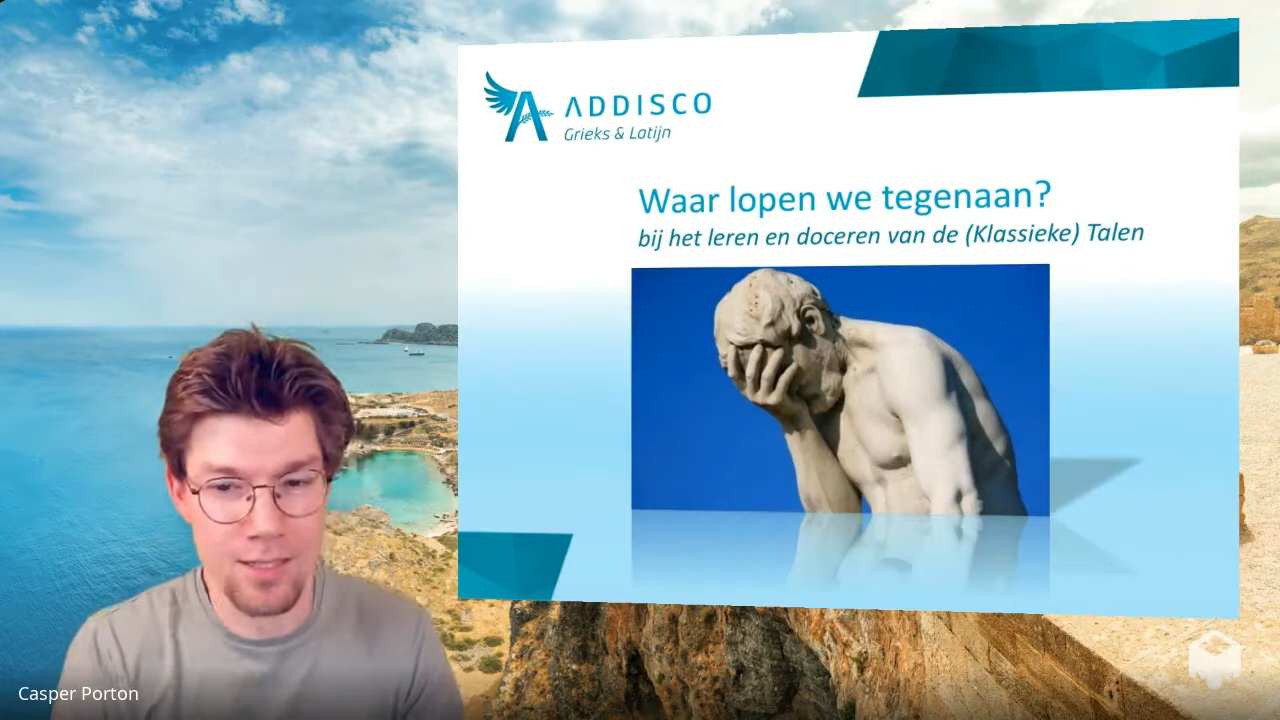 ADDISCO
Grieks & Latijn
Waar lopen we tegenaan?
bij het leren en doceren van de (Klassieke) Talen
Casper Porton